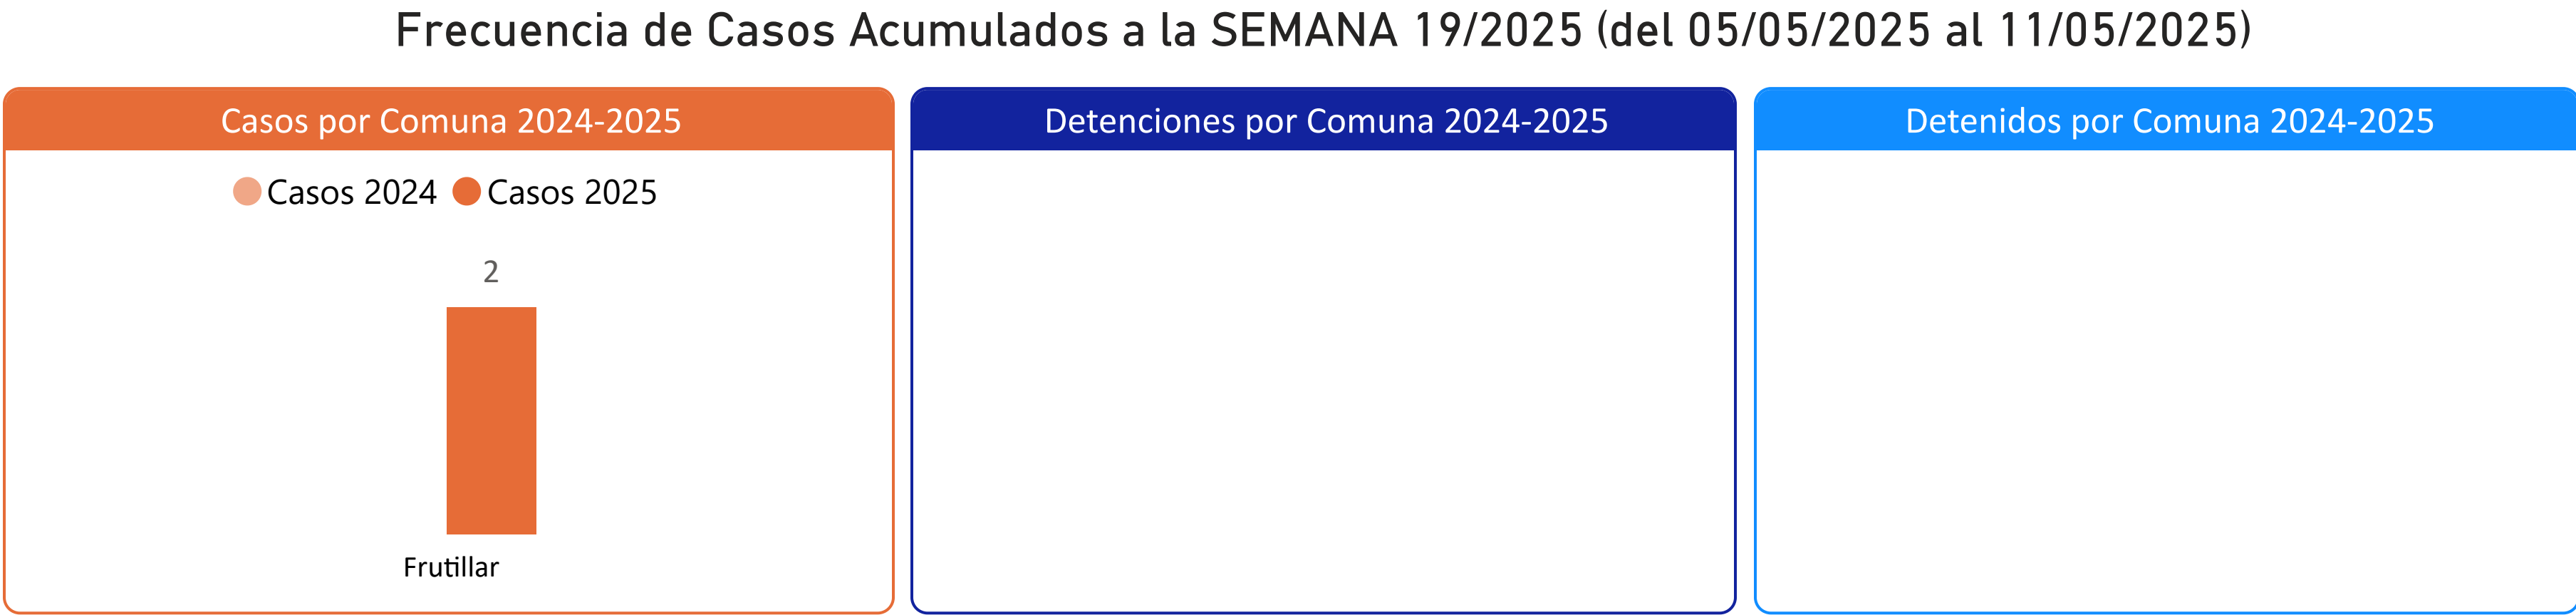 Frecuencia de Casos Acumulados a la SEMANA 19/2025 (del 05/05/2025 al 11/05/2025)
Casos por Comuna 2024-2025
Casos 2024 Casos 2025
2
Frutillar
Detenciones por Comuna 2024-2025
Detenidos por Comuna 2024-2025